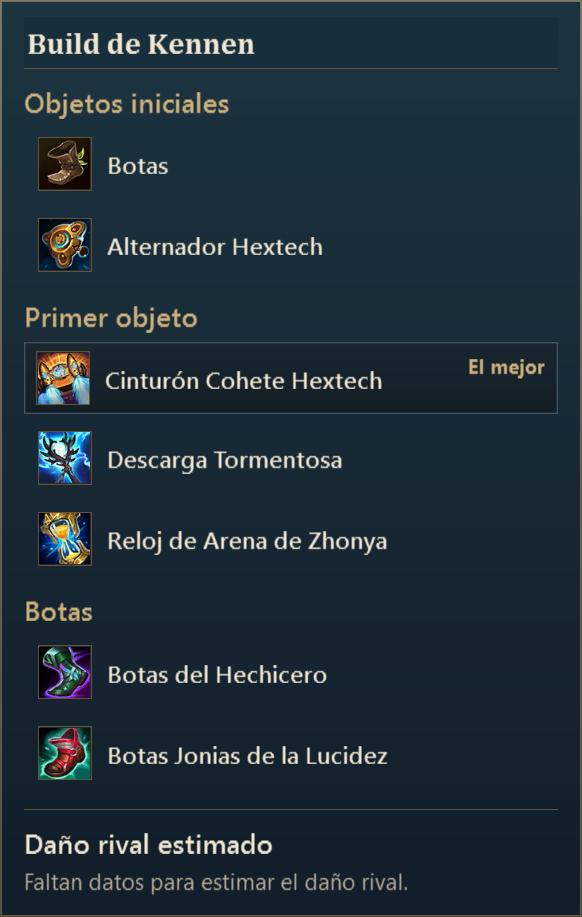 Build de Kennen
Objetos iniciales
Botas
Alternador Hextech
Primer objeto
El mejor
Cinturón Cohete Hextech
Descarga Tormentosa
Reloj de Arena de Zhonya
Botas
Botas del Hechicero
Botas Jonias de la Lucidez
Daño rival estimado
Faltan datos para estimar el daño rival.